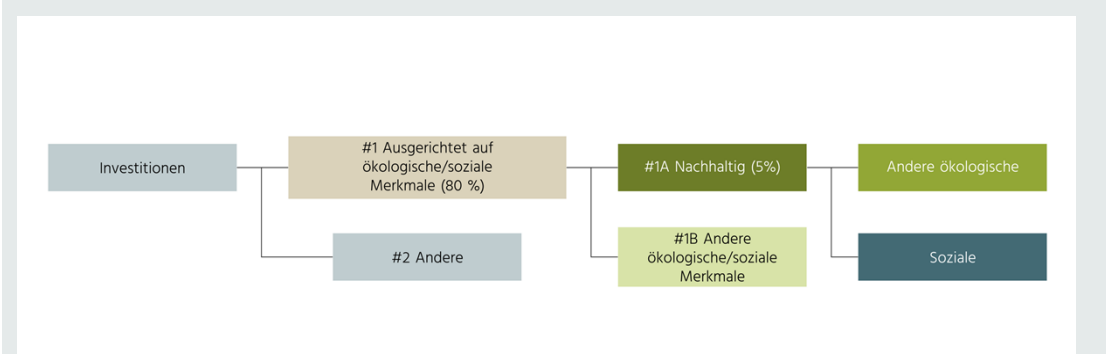 Investitionen
#1 Ausgerichtet auf
ökologische/soziale
Merkmale (80 %)
#1A Nachhaltig (5%)
Andere ökologische
#2 Andere
#1B Andere
ökologische/soziale
Merkmale
Soziale